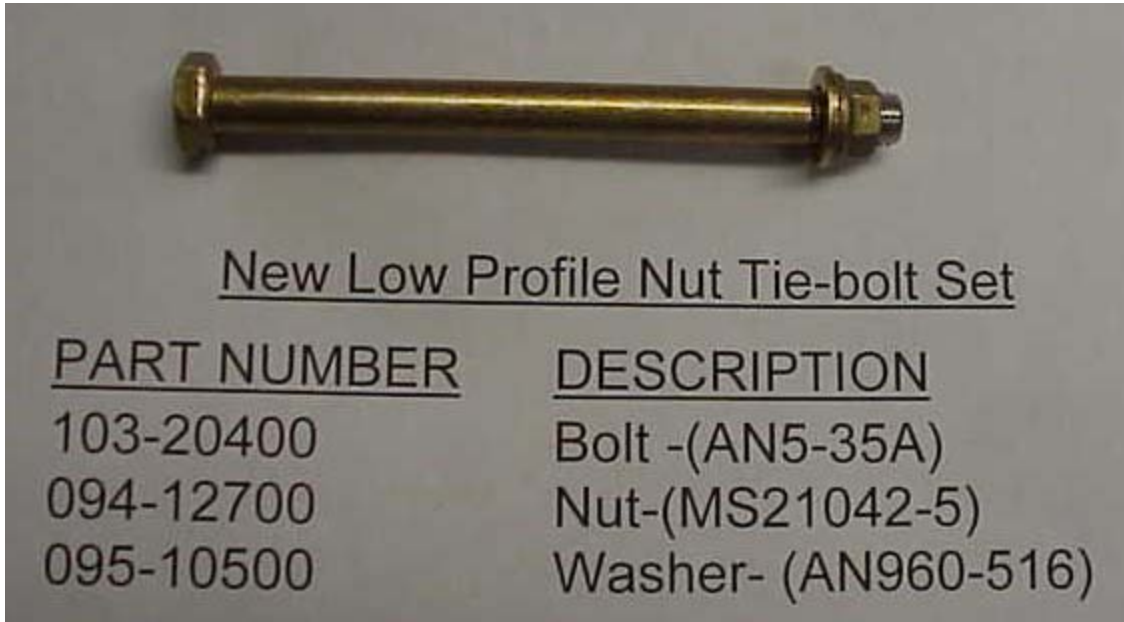 New Low Profile Nut Tie-bolt Set
PART NUMBER DESCRIPTION
103-20400 Bolt -(AN5-35A)
094-12700 Nut-(MS21042-5)
095-10500 Washer- (AN960-516)